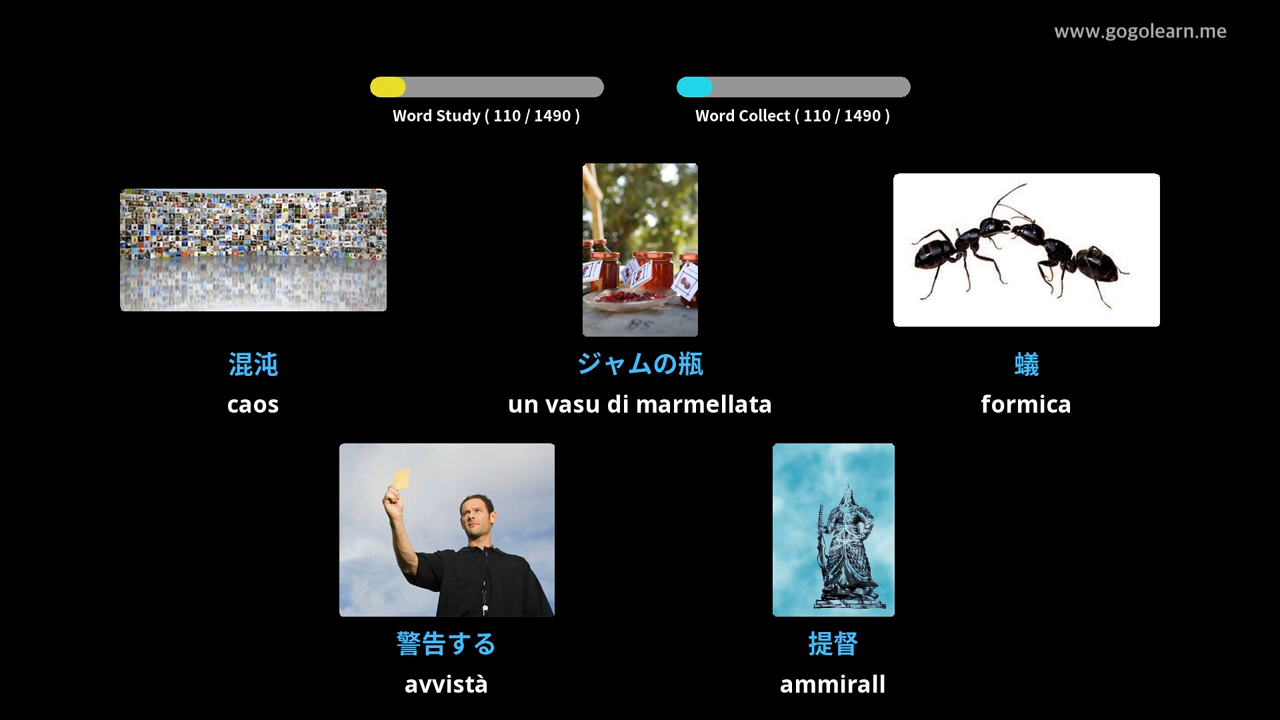 www.gogolearn.me
Word Study ( 110 / 1490 )
Word Collect ( 110 / 1490 )
混沌
caos
ジャムの瓶
un vasu di marmellata
蟻
formica
警告する
avvistà
提督
ammirall